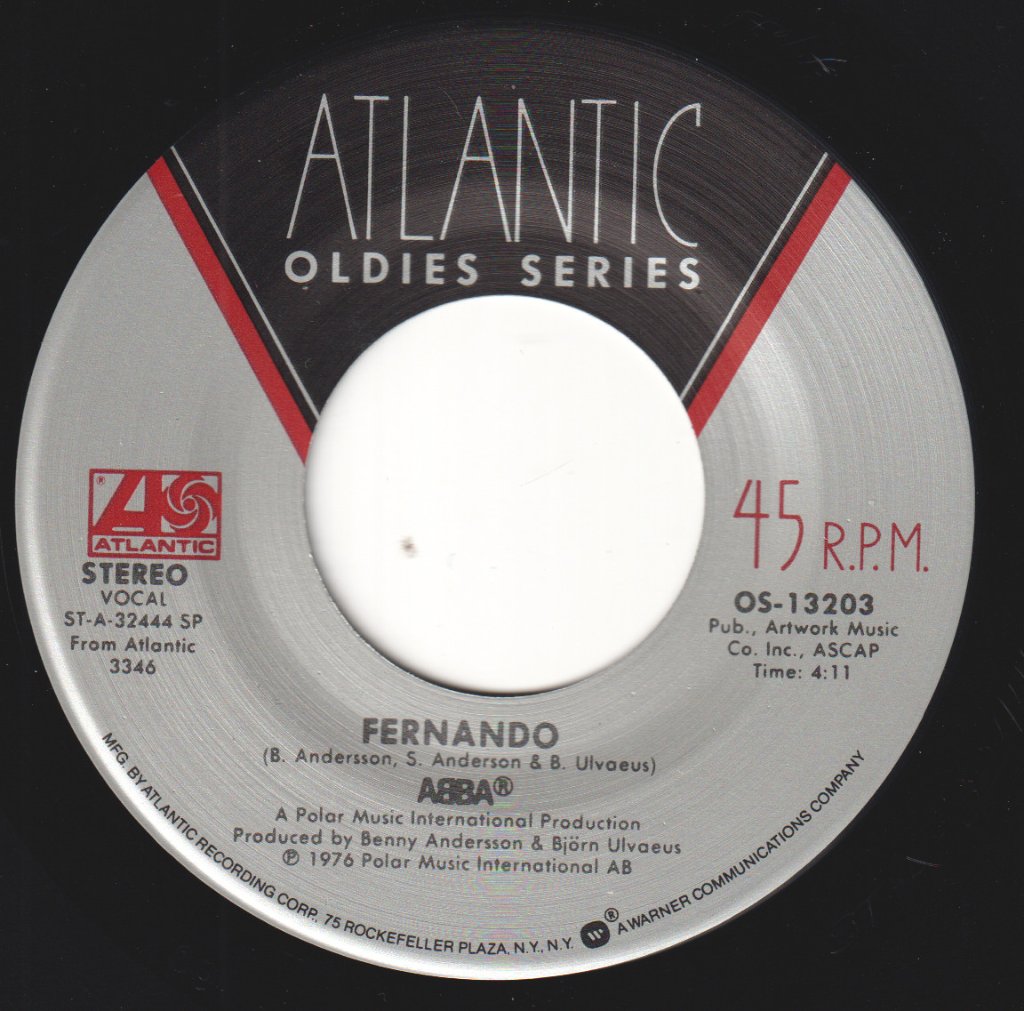 ATLANTIC
OLDIES SERIES
®
ATLANTIC
STEREO
VOCAL
ST-A-32444 SP
From Atlantic
3346
45 R.P.M.
OS-13203
Pub., Artwork Music
Co. Inc., ASCAP
Time: 4:11
FERNANDO
(B. Andersson, S. Anderson & B. Ulvaeus)
ABBA®
A Polar Music International Production
Produced by Benny Andersson & Björn Ulvaeus
℗ 1976 Polar Music International AB
MFG. BY ATLANTIC RECORDING CORP., 75 ROCKEFELLER PLAZA, N.Y., N.Y. ® A WARNER COMMUNICATIONS COMPANY